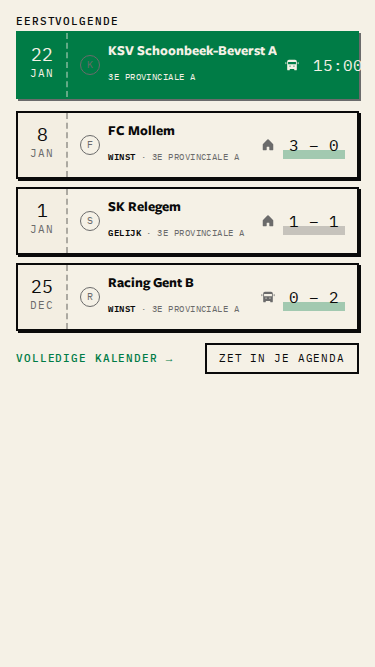 EERSTVOLGENDE
22
JAN
K
KSV Schoonbeek-Beverst A
3E PROVINCIALE A
15:00
8
JAN
F
FC Mollem
WINST · 3E PROVINCIALE A
3 – 0
1
JAN
S
SK Relegem
GELIJK · 3E PROVINCIALE A
1 – 1
25
DEC
R
Racing Gent B
WINST · 3E PROVINCIALE A
0 – 2
VOLLEDIGE KALENDER →
ZET IN JE AGENDA